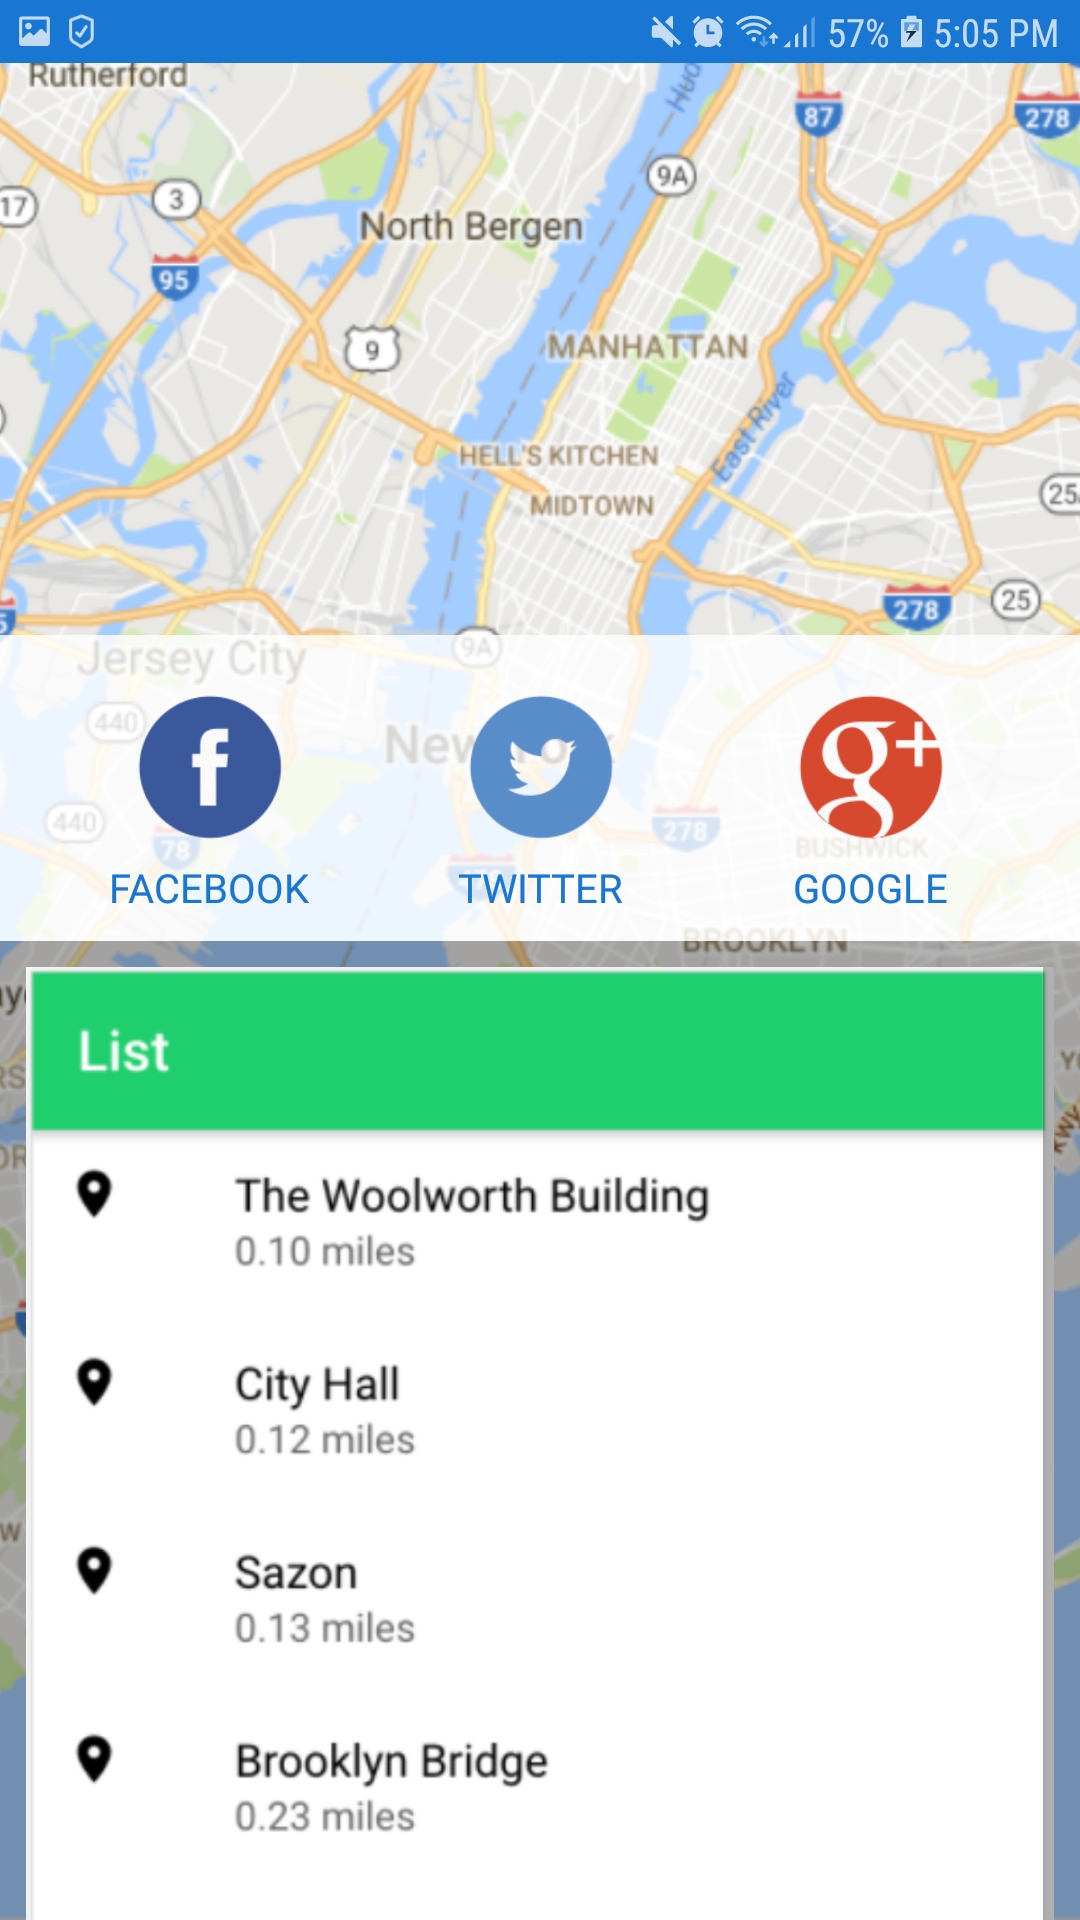 57% 5:05 PM
Rutherford
Huo
87
278
9A
17
3
North Bergen
95
9
MANHATTAN
East River
HELL'S KITCHEN
MIDTOWN
25
278
25
Jersey City
9A
440
New York
440
78
278
BUSHWICK
f
g+
FACEBOOK TWITTER GOOGLE
BROOKLYN
List
The Woolworth Building
0.10 miles
City Hall
0.12 miles
Sazon
0.13 miles
Brooklyn Bridge
0.23 miles